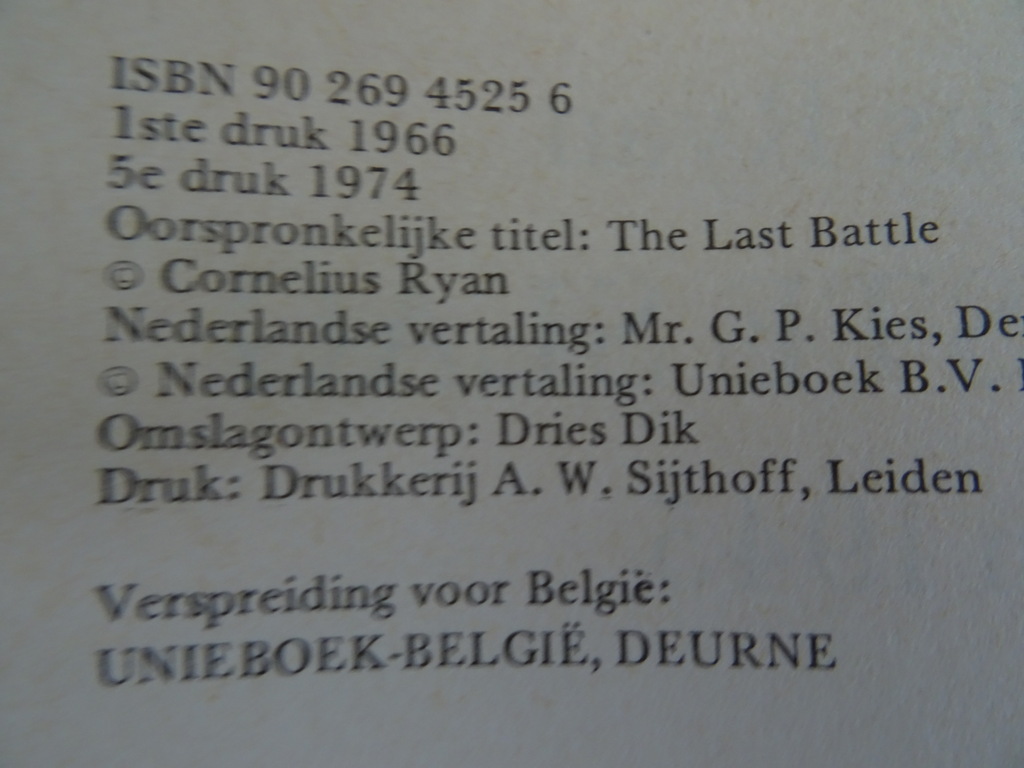 ISBN 90 269 4525 6
1ste druk 1966
5e druk 1974
Oorspronkelijke titel: The Last Battle
© Cornelius Ryan
Nederlandse vertaling: Mr. G. P. Kies,
© Nederlandse vertaling: Unieboek B.V.
Omslagontwerp: Dries Dik
Druk: Drukkerij A. W. Sijthoff, Leiden
Verspreiding voor België:
UNIEBOEK-BELGIË, DEURNE